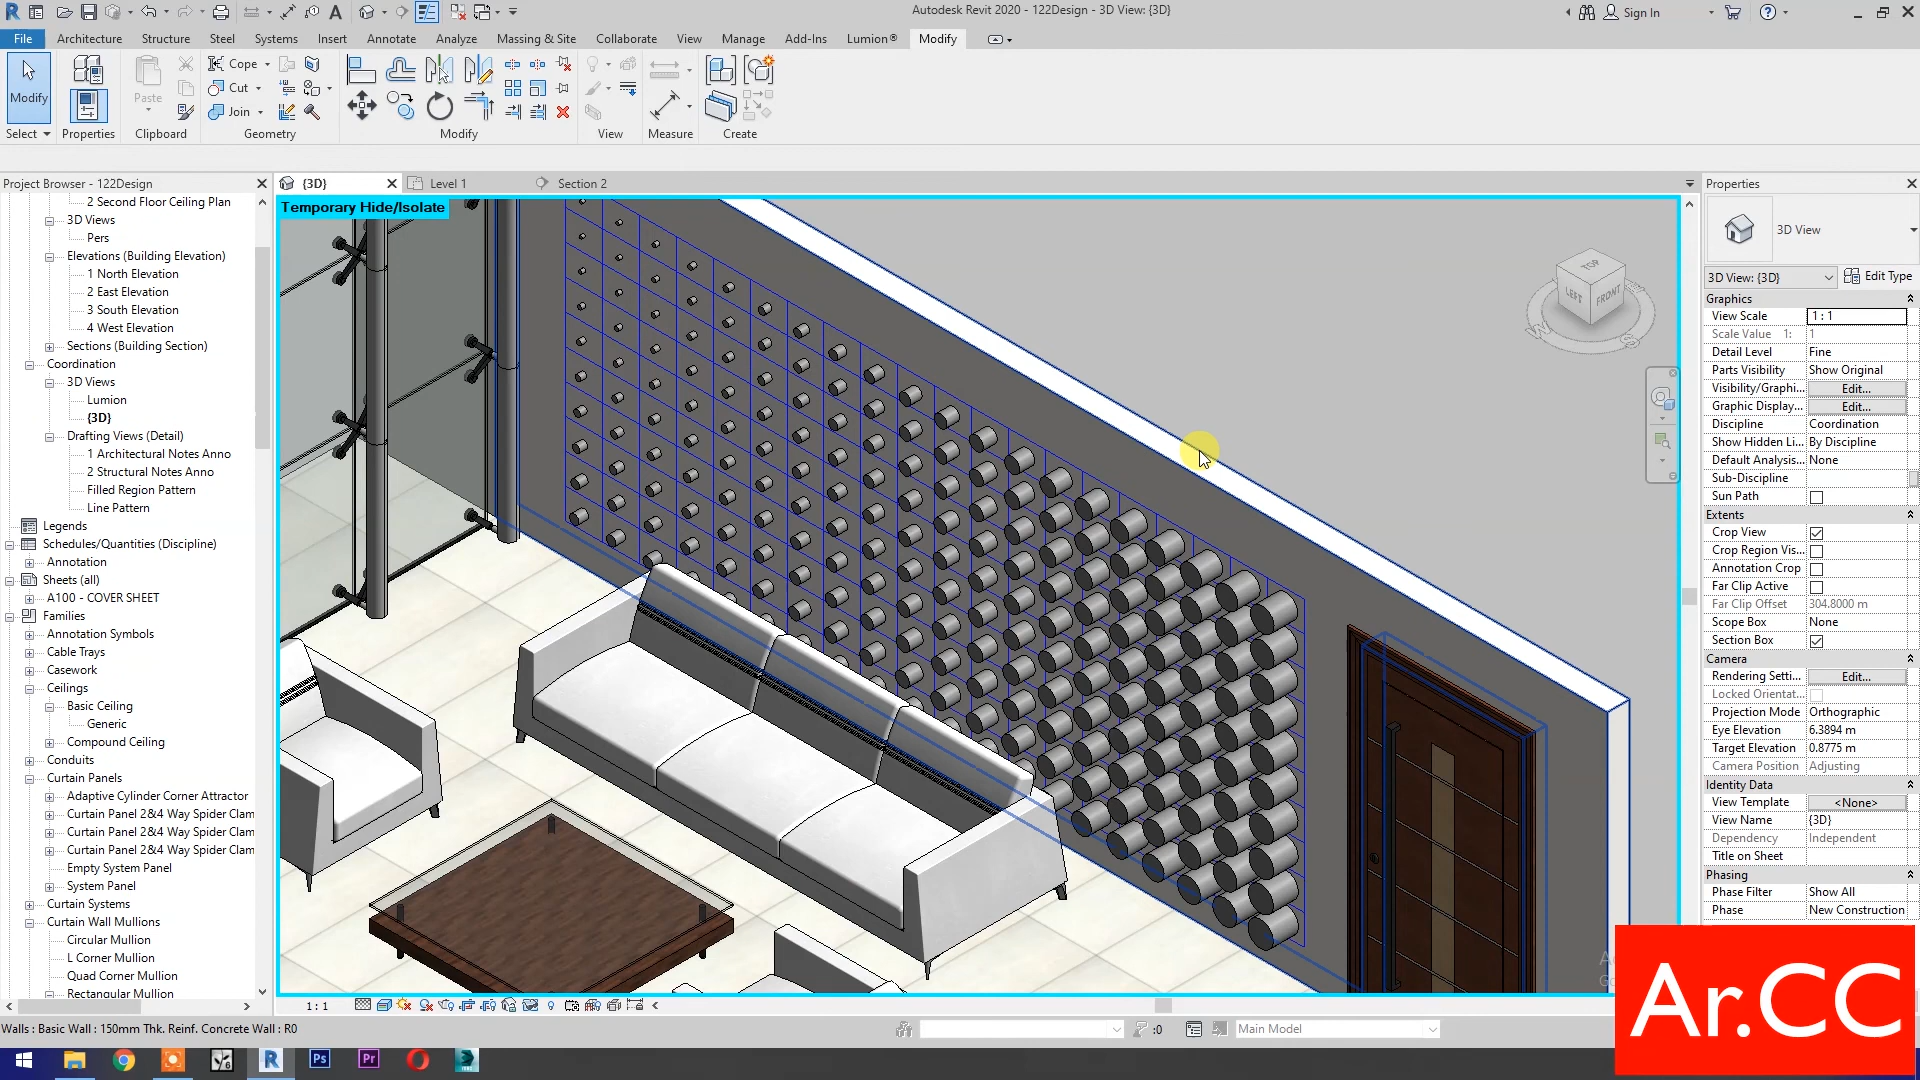 Autodesk Revit 2020 - 122Design - 3D View: {3D}
Sign In
File
Architecture
Structure
Steel
Systems
Insert
Annotate
Analyze
Massing & Site
Collaborate
View
Manage
Add-Ins
Lumion®
Modify
Modify
Paste
Cope
Cut
Join
Select
Properties
Clipboard
Geometry
Modify
View
Measure
Create
Project Browser - 122Design
{3D}
Level 1
Section 2
Properties
Temporary Hide/Isolate
2 Second Floor Ceiling Plan
3D Views
Pers
Elevations (Building Elevation)
1 North Elevation
2 East Elevation
3 South Elevation
4 West Elevation
Sections (Building Section)
Coordination
3D Views
Lumion
{3D}
Drafting Views (Detail)
1 Architectural Notes Anno
2 Structural Notes Anno
Filled Region Pattern
Line Pattern
Legends
Schedules/Quantities (Discipline)
Annotation
Sheets (all)
A100 - COVER SHEET
Families
Annotation Symbols
Cable Trays
Casework
Ceilings
Basic Ceiling
Generic
Compound Ceiling
Conduits
Curtain Panels
Adaptive Cylinder Corner Attractor
Curtain Panel 2&4 Way Spider Clam
Curtain Panel 2&4 Way Spider Clam
Curtain Panel 2&4 Way Spider Clam
Empty System Panel
System Panel
Curtain Systems
Curtain Wall Mullions
Circular Mullion
L Corner Mullion
Quad Corner Mullion
Rectangular Mullion
TOP
LEFT
FRONT
W
S
3D View
3D View: {3D}
Edit Type
Graphics
View Scale
1 : 1
Scale Value 1:
1
Detail Level
Fine
Parts Visibility
Show Original
Visibility/Graphi...
Edit...
Graphic Display...
Edit...
Discipline
Coordination
Show Hidden Li...
By Discipline
Default Analysis...
None
Sub-Discipline
Sun Path
Extents
Crop View
Crop Region Vis...
Annotation Crop
Far Clip Active
Far Clip Offset
304.8000 m
Scope Box
None
Section Box
Camera
Rendering Setti...
Edit...
Locked Orientat...
Projection Mode
Orthographic
Eye Elevation
6.3894 m
Target Elevation
0.8775 m
Camera Position
Adjusting
Identity Data
View Template
<None>
View Name
{3D}
Dependency
Independent
Title on Sheet
Phasing
Phase Filter
Show All
Phase
New Construction
1 : 1
Walls : Basic Wall : 150mm Thk. Reinf. Concrete Wall : R0
:0
Main Model
Ps
Pr
Ar.CC